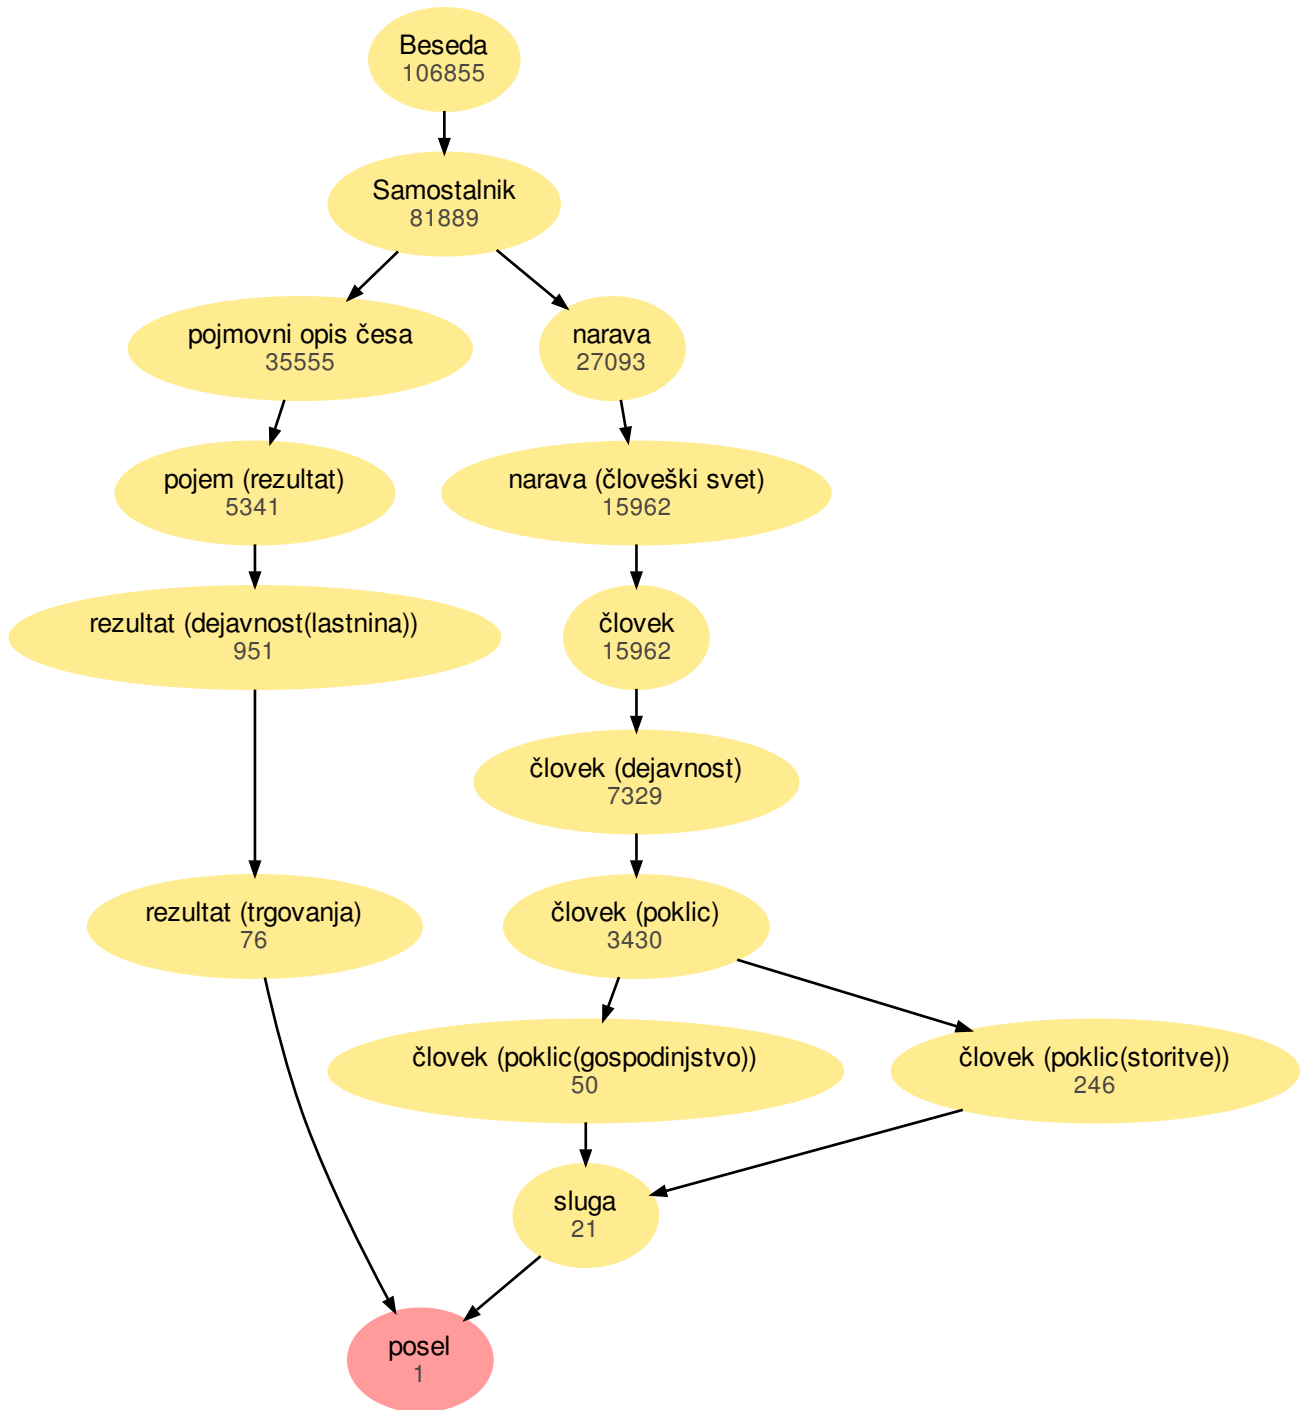 Beseda
106855
Samostalnik
81889
pojmovni opis česa
35555
narava
27093
pojem (rezultat)
5341
narava (človeški svet)
15962
rezultat (dejavnost(lastnina))
951
človek
15962
človek (dejavnost)
7329
rezultat (trgovanja)
76
človek (poklic)
3430
človek (poklic(gospodinjstvo))
50
človek (poklic(storitve))
246
sluga
21
posel
1